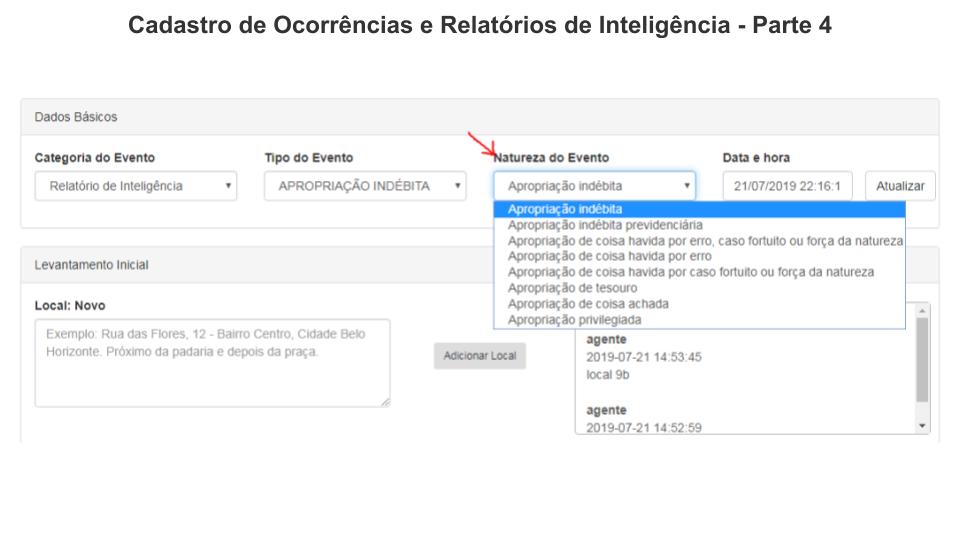 Cadastro de Ocorrências e Relatórios de Inteligência - Parte 4
Dados Básicos
Categoria do Evento
Tipo do Evento
Natureza do Evento
Data e hora
Relatório de Inteligência
APROPRIAÇÃO INDÉBITA
Apropriação indébita
21/07/2019 22:16:1
Atualizar
Apropriação indébita
Apropriação indébita previdenciária
Apropriação de coisa havida por erro, caso fortuito ou força da natureza
Apropriação de coisa havida por erro
Apropriação de coisa havida por caso fortuito ou força da natureza
Apropriação de tesouro
Apropriação de coisa achada
Apropriação privilegiada
Levantamento Inicial
Local: Novo
Exemplo: Rua das Flores, 12 - Bairro Centro, Cidade Belo
Horizonte. Próximo da padaria e depois da praça.
Adicionar Local
agente
2019-07-21 14:53:45
local 9b
agente
2019-07-21 14:52:59